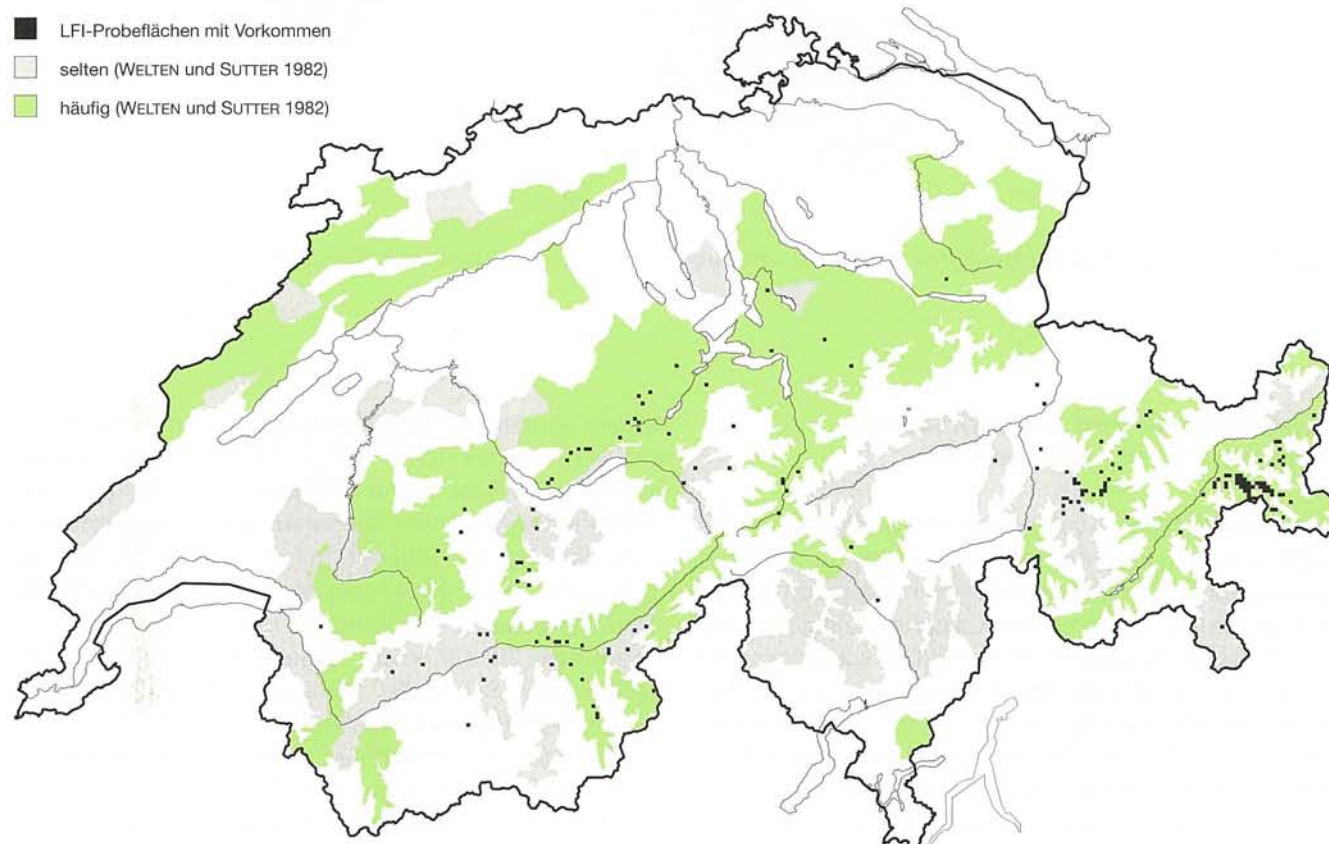 LFI-Probeflächen mit Vorkommen
selten (WELTEN und SUTTER 1982)
häufig (WELTEN und SUTTER 1982)